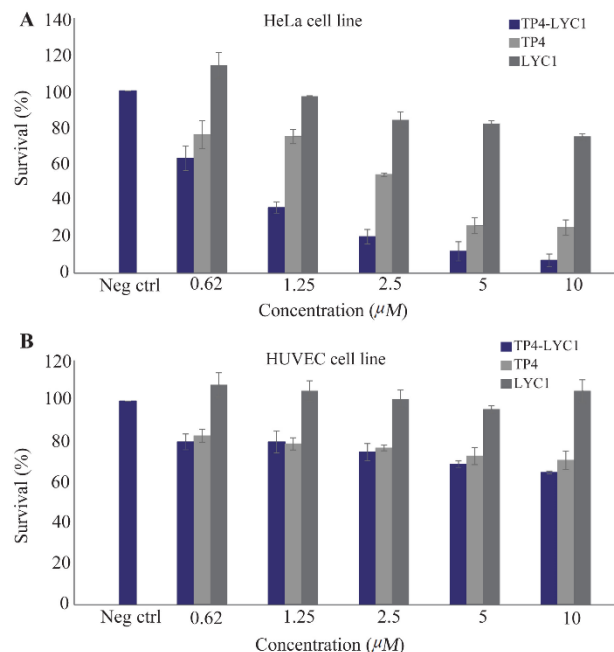 A
HeLa cell line
TP4-LYC1
TP4
LYC1
Survival (%)
140
120
100
80
60
40
20
0
Neg ctrl 0.62 1.25 2.5 5 10
Concentration (μM)
B
HUVEC cell line
TP4-LYC1
TP4
LYC1
Survival (%)
120
100
80
60
40
20
0
Neg ctrl 0.62 1.25 2.5 5 10
Concentration (μM)